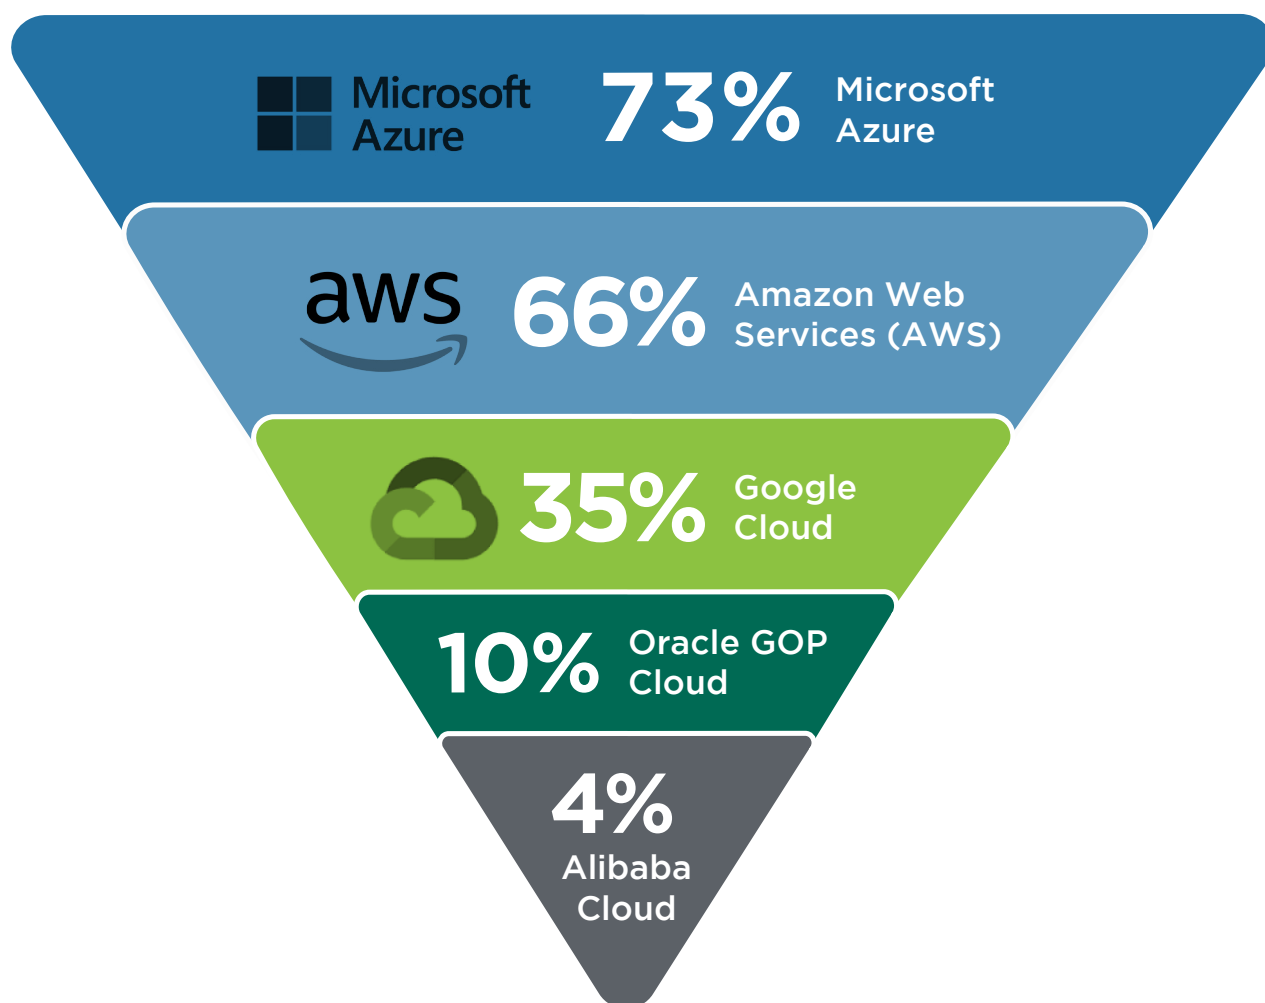 Microsoft
Azure
73%
Microsoft
Azure
aws
66%
Amazon Web
Services (AWS)
35%
Google
Cloud
10%
Oracle GOP
Cloud
4%
Alibaba
Cloud